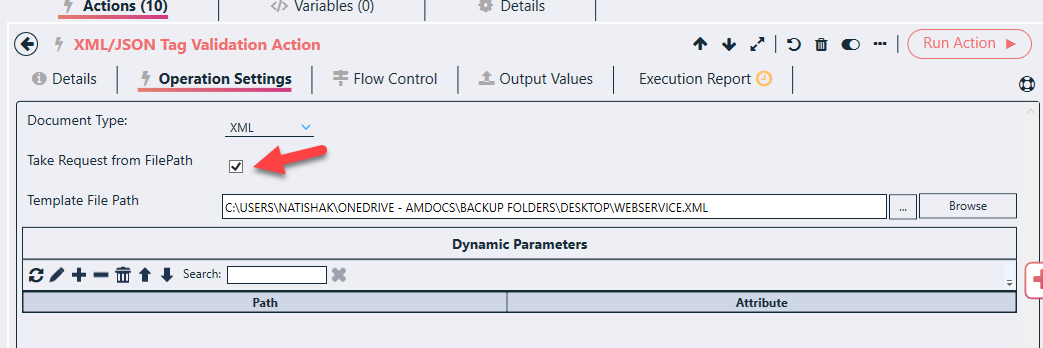 Actions (10) Variables (0) Details
XML/JSON Tag Validation Action Run Action
Details Operation Settings Flow Control Output Values Execution Report
Document Type: XML
Take Request from FilePath
Template File Path C:\USERS\NATISHAK\ONEDRIVE - AMDOCS\BACKUP FOLDERS\DESKTOP\WEBSERVICE.XML ... Browse
Dynamic Parameters
Search:
Path Attribute